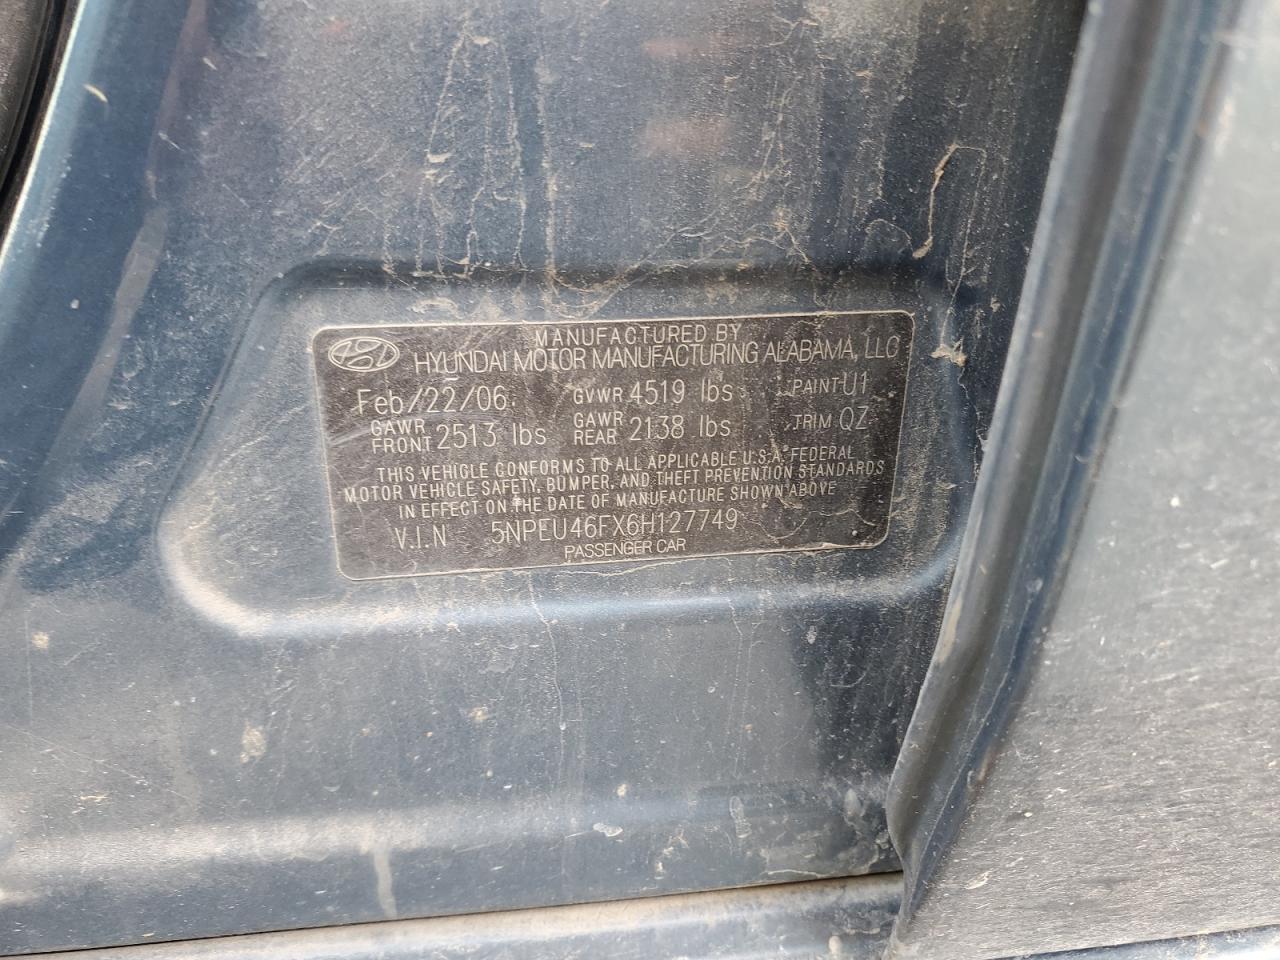 MANUFACTURED BY
HYUNDAI MOTOR MANUFACTURING ALABAMA, LLC
Feb/22/06 GVWR 4519 lbs PAINT U1
GAWR FRONT 2513 lbs GAWR REAR 2138 lbs TRIM QZ
THIS VEHICLE CONFORMS TO ALL APPLICABLE U.S.A. FEDERAL
MOTOR VEHICLE SAFETY, BUMPER, AND THEFT PREVENTION STANDARDS
IN EFFECT ON THE DATE OF MANUFACTURE SHOWN ABOVE
V.I.N 5NPEU46FX6H127749
PASSENGER CAR